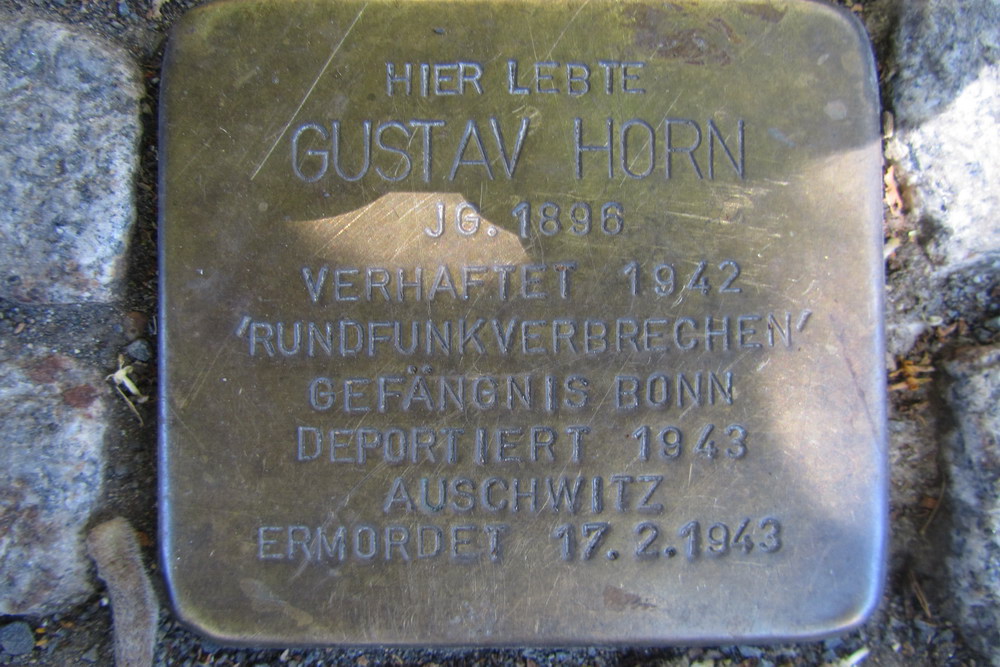 HIER LEBTE
GUSTAV HORN
JG. 1896
VERHAFTET 1942
'RUNDFUNKVERBRECHEN'
GEFÄNGNIS BONN
DEPORTIERT 1943
AUSCHWITZ
ERMORDET 17.2.1943